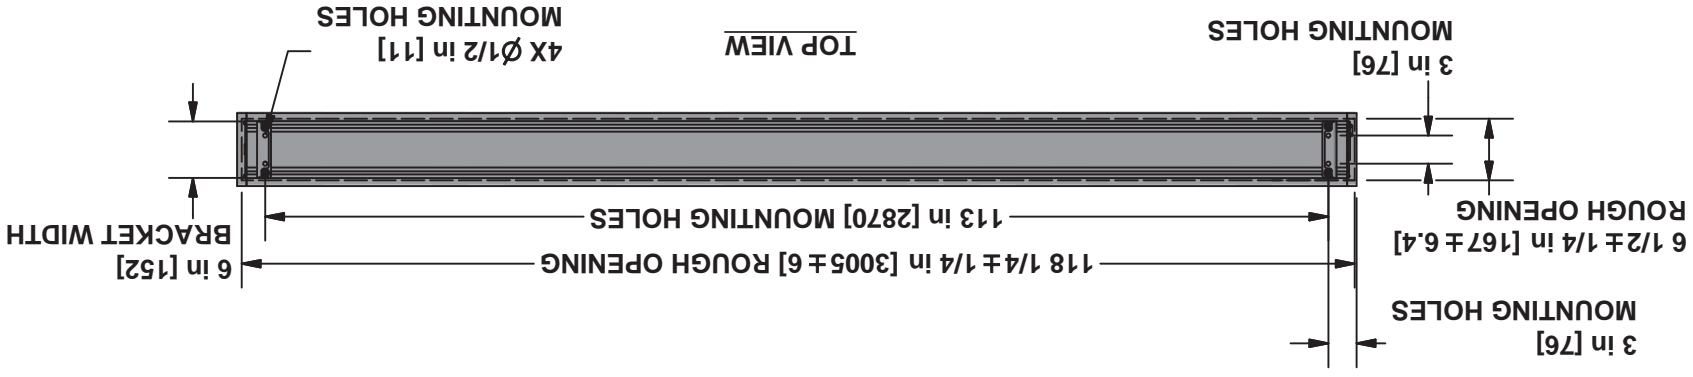 3 in [76]
MOUNTING HOLES
6 1/2 ± 1/4 in [167 ± 6.4]
ROUGH OPENING
118 1/4 ± 1/4 in [3005 ± 6] ROUGH OPENING
6 in [152]
BRACKET WIDTH
113 in [2870] MOUNTING HOLES
3 in [76]
MOUNTING HOLES
TOP VIEW
4X Ø1/2 in [11]
MOUNTING HOLES